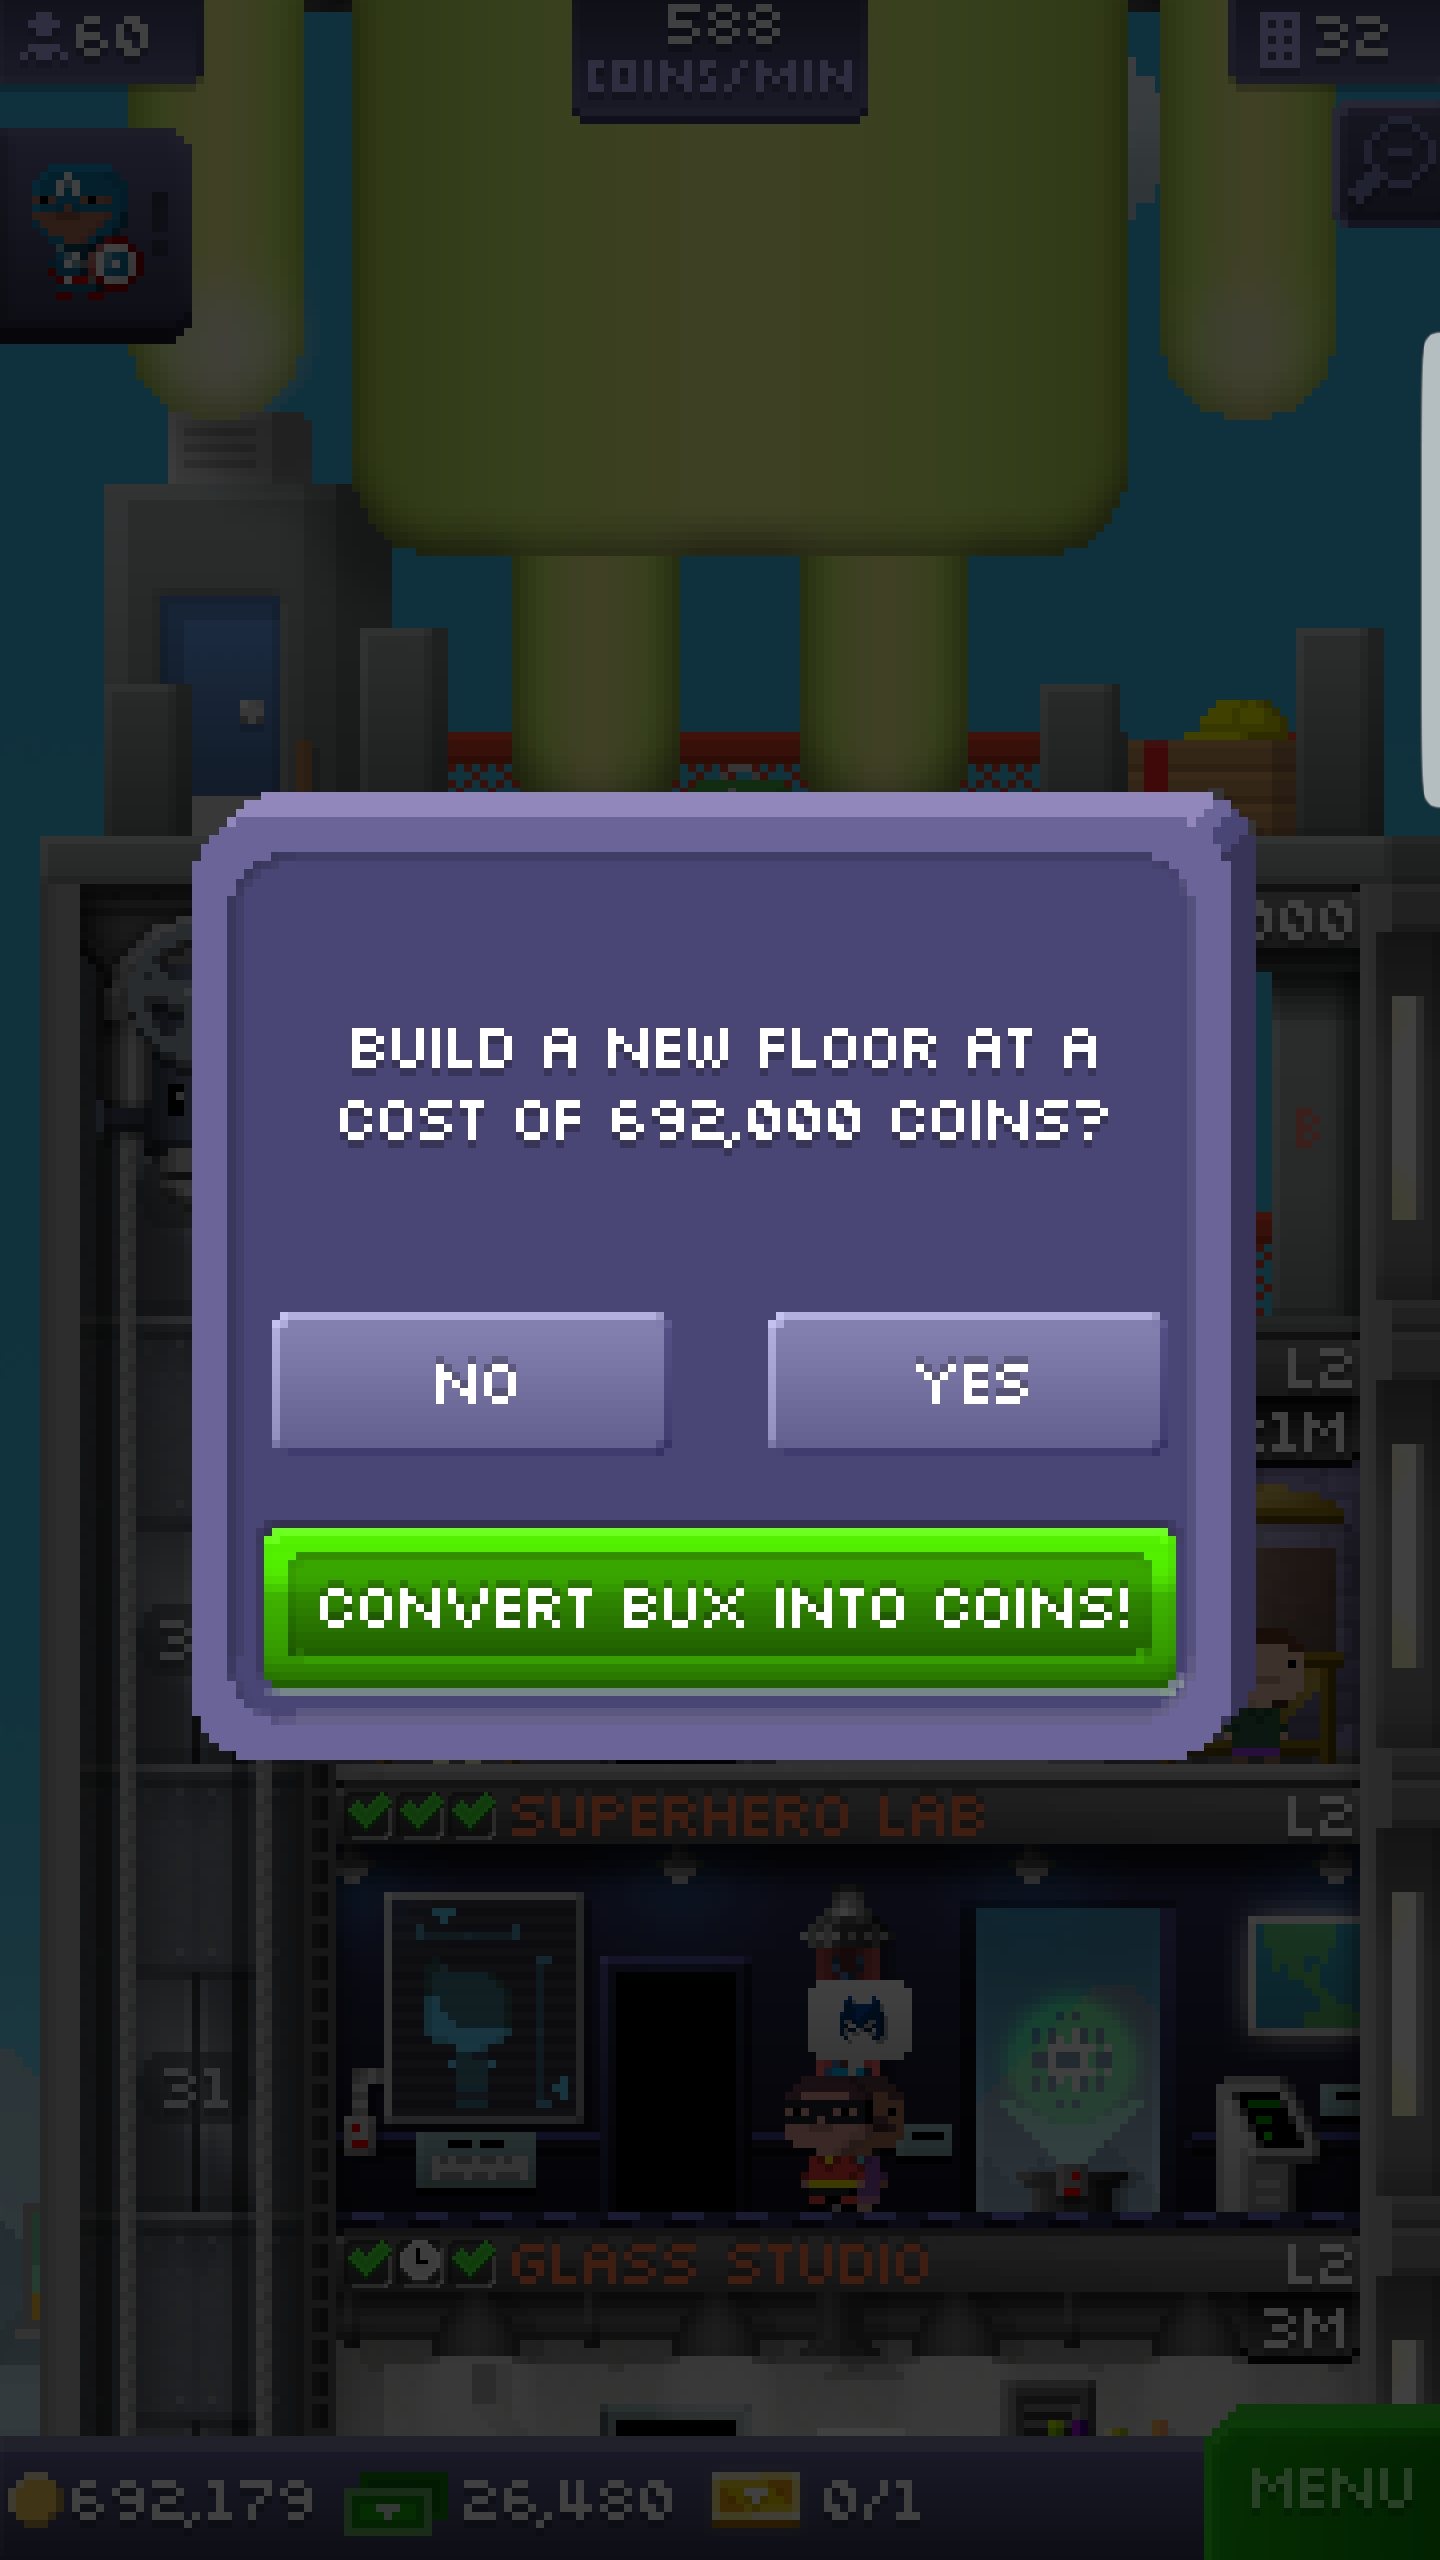 60
588
COINS/MIN
32
000
BUILD A NEW FLOOR AT A
COST OF 692,000 COINS?
B
NO
YES
L2
1M
CONVERT BUX INTO COINS!
3
SUPERHERO LAB
L2
31
GLASS STUDIO
L2
3M
692,179
26,480
0/1
MENU